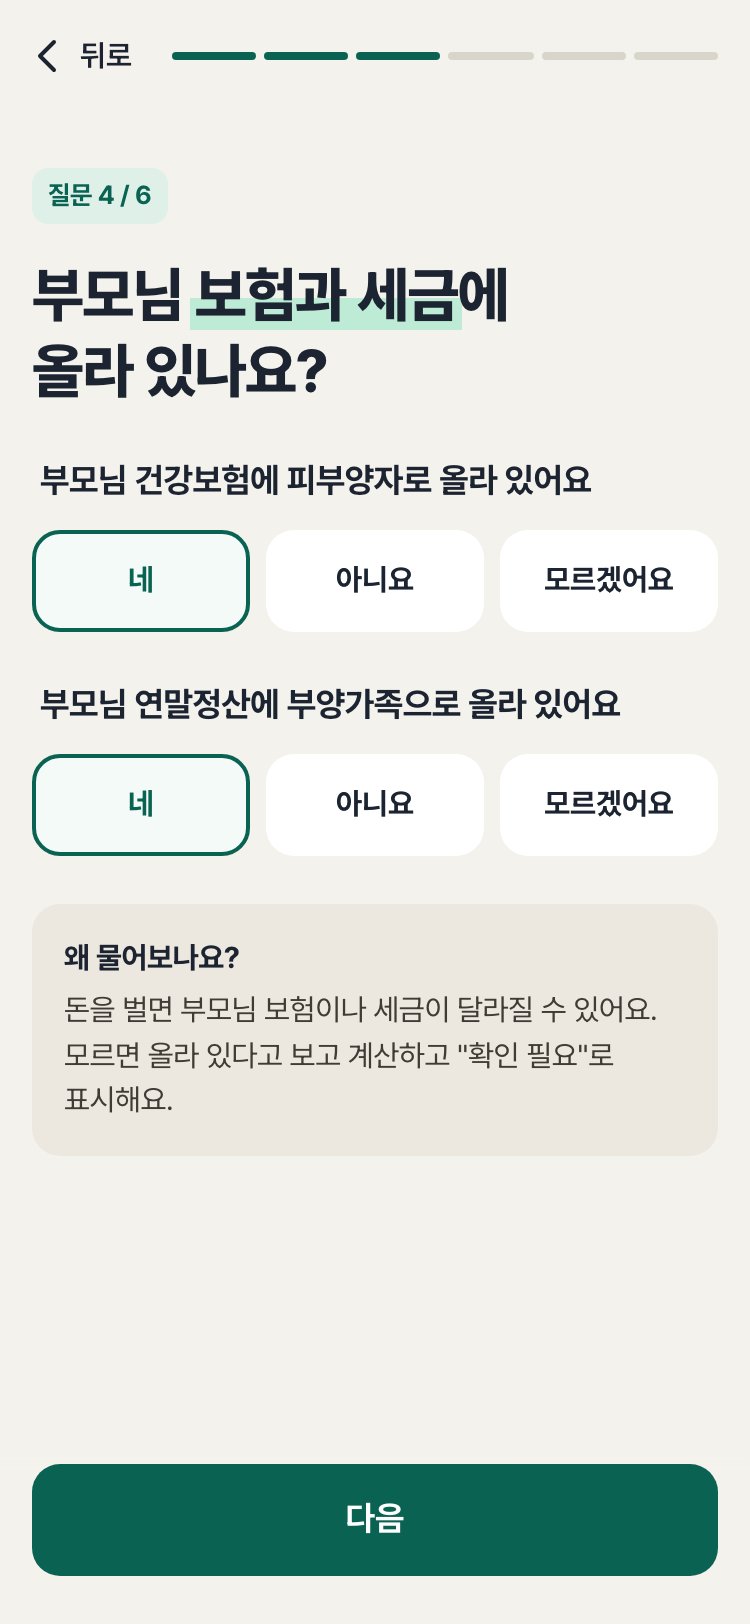 뒤로
질문 4 / 6
부모님 보험과 세금에
올라 있나요?
부모님 건강보험에 피부양자로 올라 있어요
네 아니요 모르겠어요
부모님 연말정산에 부양가족으로 올라 있어요
네 아니요 모르겠어요
왜 물어보나요?
돈을 벌면 부모님 보험이나 세금이 달라질 수 있어요.
모르면 올라 있다고 보고 계산하고 "확인 필요"로
표시해요.
다음